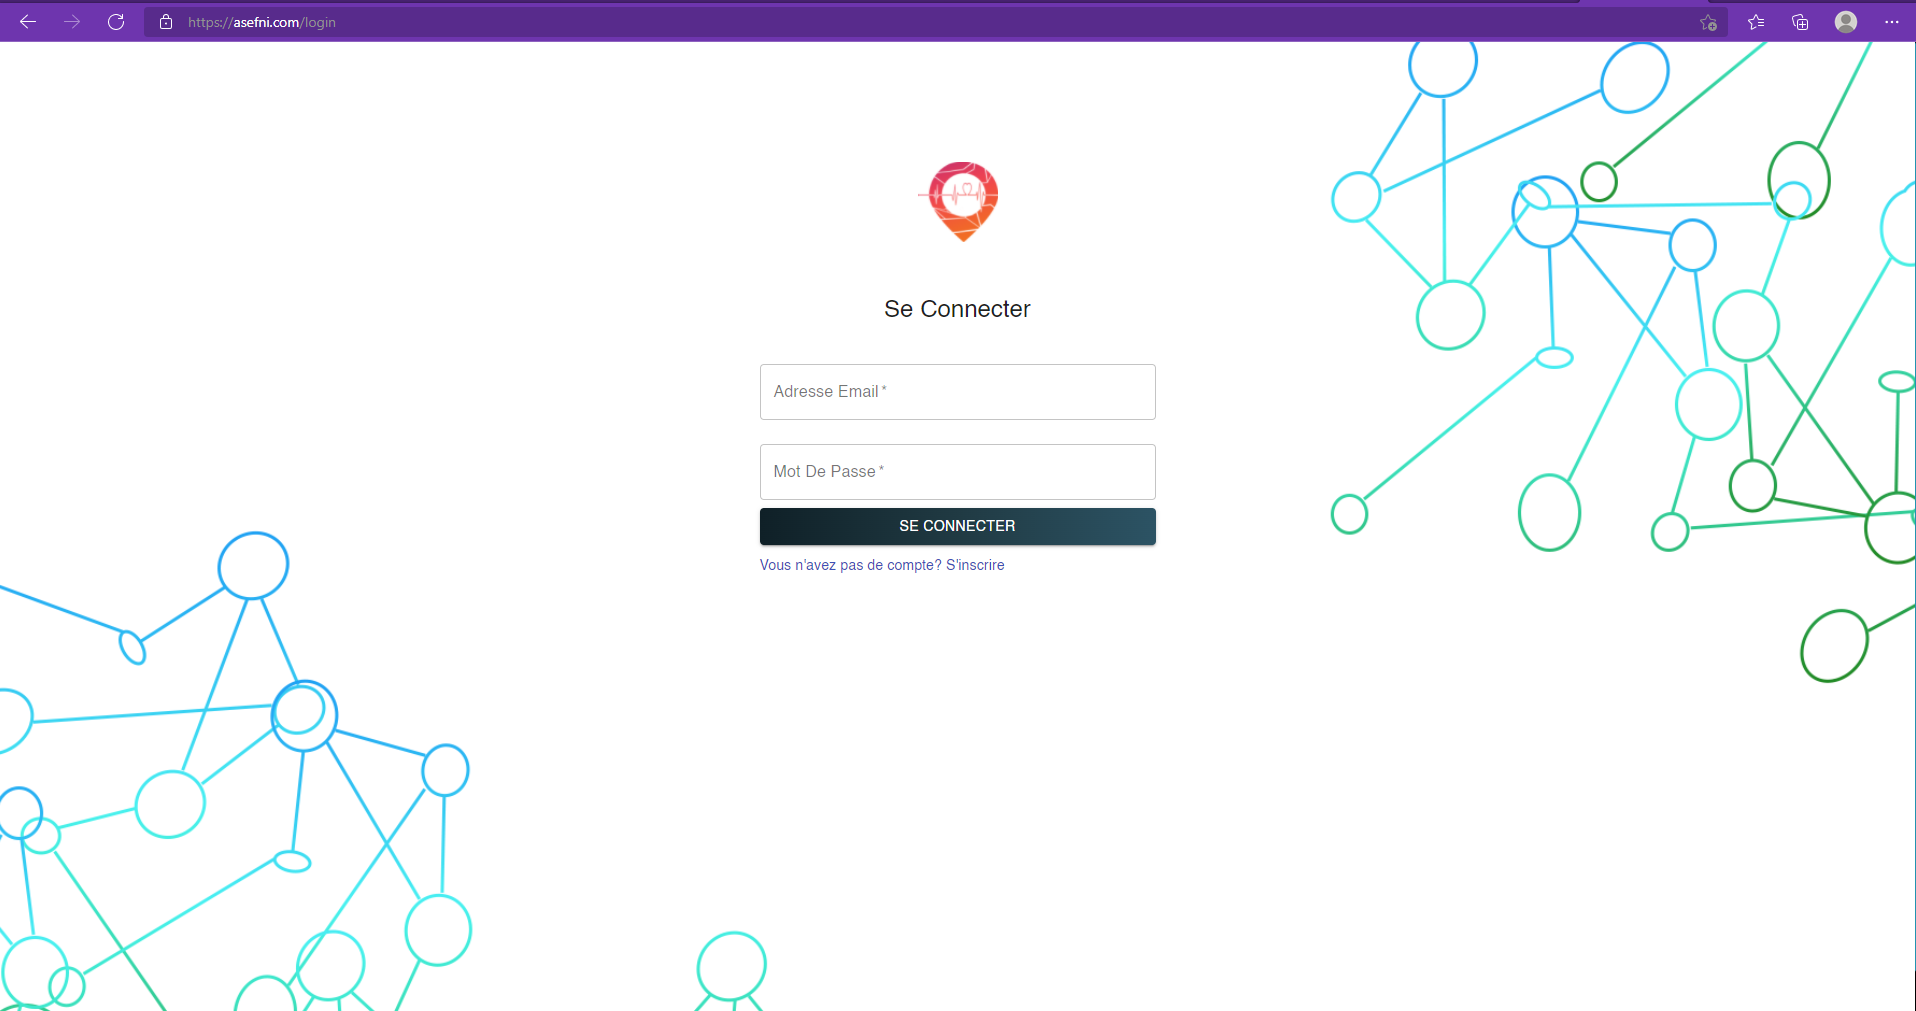 https://asefni.com/login
Se Connecter
Adresse Email *
Mot De Passe *
SE CONNECTER
Vous n'avez pas de compte? S'inscrire